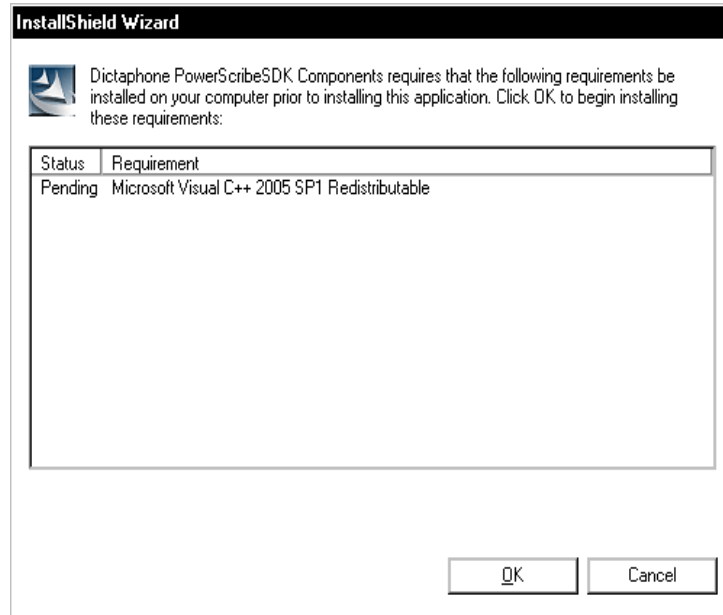 InstallShield Wizard
Dictaphone PowerScribeSDK Components requires that the following requirements be
installed on your computer prior to installing this application. Click OK to begin installing
these requirements:
Status Requirement
Pending Microsoft Visual C++ 2005 SP1 Redistributable
OK Cancel